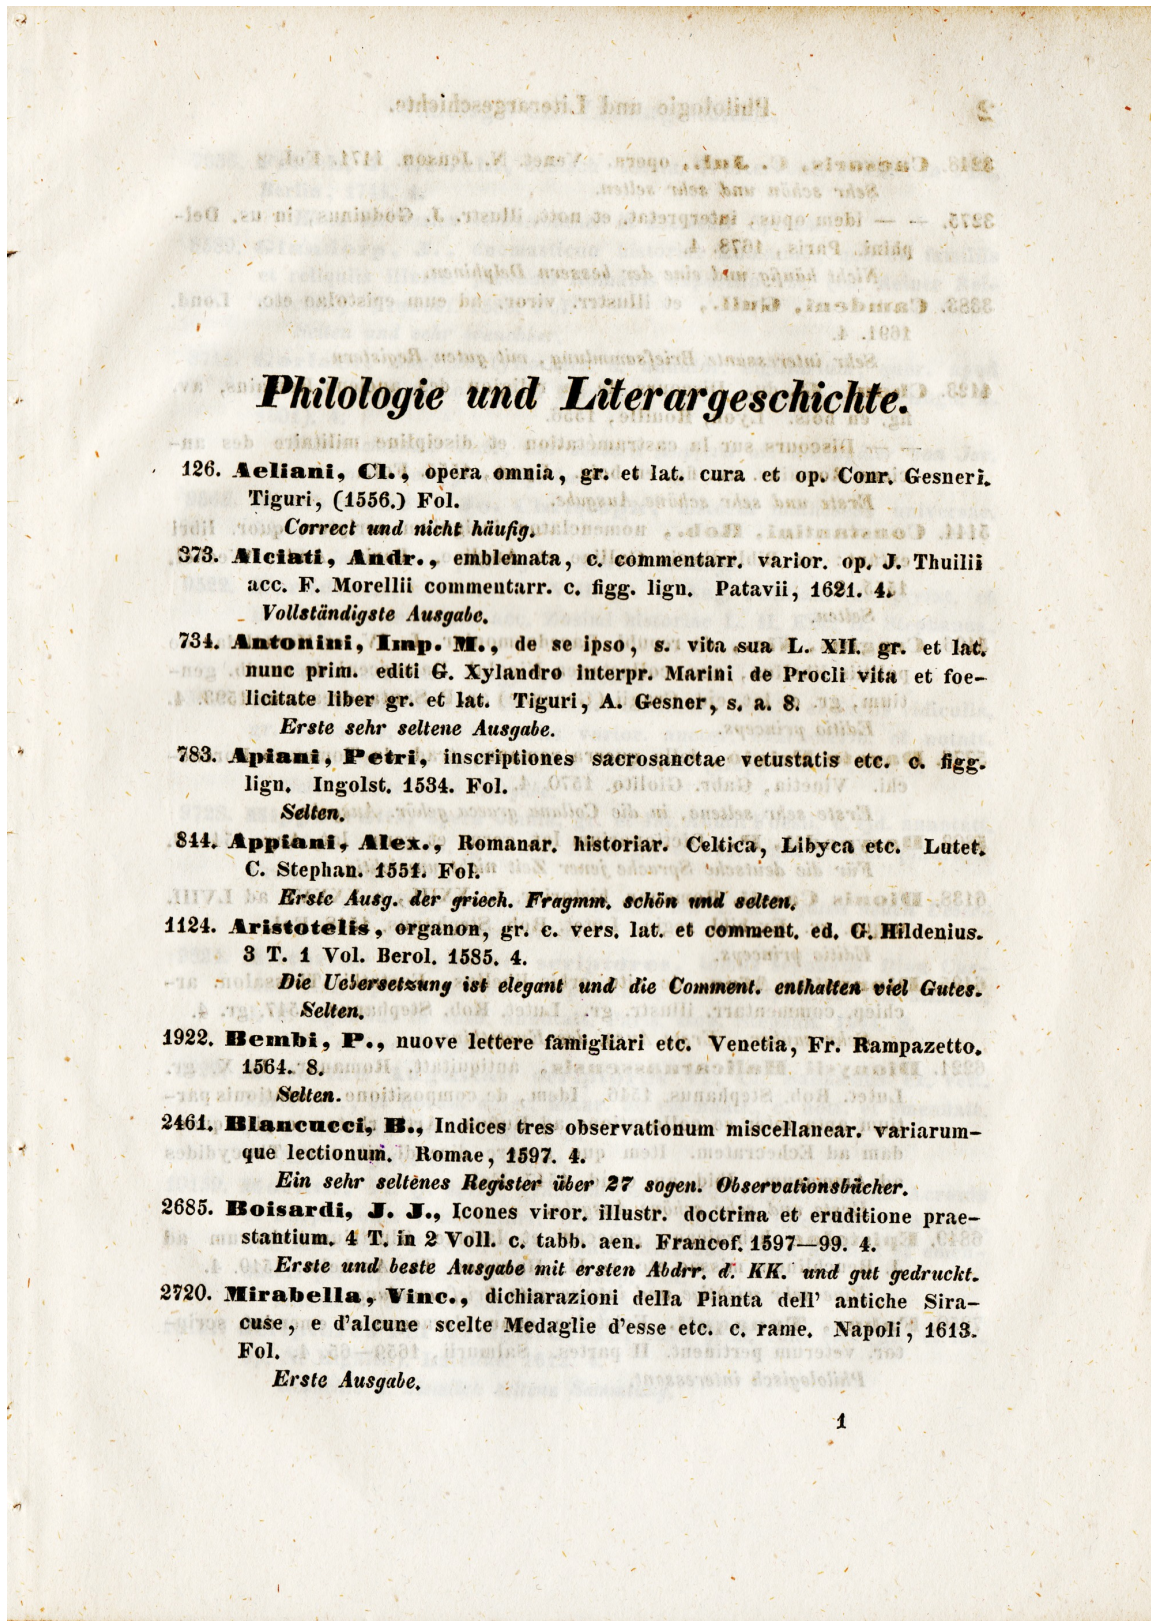 Philologie und Literargeschichte.
126. Aeliani, Cl., opera omnia, gr. et lat. cura et op. Conr. Gesneri.
Tiguri, (1556.) Fol.
Correct und nicht häufig.
373. Alciati, Andr., emblemata, c. commentarr. varior. op. J. Thuilii
acc. F. Morellii commentarr. c. figg. lign. Patavii, 1621. 4.
Vollständigste Ausgabe.
734. Antonini, Imp. M., de se ipso, s. vita sua L. XII. gr. et lat.
nunc prim. editi G. Xylandro interpr. Marini de Procli vita et foe-
licitate liber gr. et lat. Tiguri, A. Gesner, s. a. 8.
Erste sehr seltene Ausgabe.
783. Apiani, Petri, inscriptiones sacrosanctae vetustatis etc. c. figg.
lign. Ingolst. 1534. Fol.
Selten.
844. Appiani, Alex., Romanar. historiar. Celtica, Libyca etc. Lutet.
C. Stephan. 1551. Fol.
Erste Ausg. der griech. Fragmm. schön und selten.
1124. Aristotelis, organon, gr. c. vers. lat. et comment. ed. G. Hildenius.
3 T. 1 Vol. Berol. 1585. 4.
Die Uebersetzung ist elegant und die Comment. enthalten viel Gutes.
Selten.
1922. Bembi, P., nuove lettere famigliari etc. Venetia, Fr. Rampazetto.
1564. 8.
Selten.
2461. Blancucci, B., Indices tres observationum miscellanear. variarum-
que lectionum. Romae, 1597. 4.
Ein sehr seltenes Register über 27 sogen. Observationsbücher.
2685. Boisardi, J. J., Icones viror. illustr. doctrina et eruditione prae-
stantium. 4 T. in 2 Voll. c. tabb. aen. Francof. 1597—99. 4.
Erste und beste Ausgabe mit ersten Abdrr. d. KK. und gut gedruckt.
2720. Mirabella, Vinc., dichiarazioni della Pianta dell' antiche Sira-
cuse, e d'alcune scelte Medaglie d'esse etc. c. rame. Napoli, 1613.
Fol.
Erste Ausgabe.
1